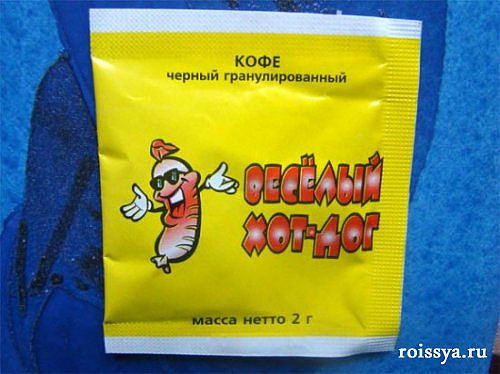 КОФЕ
черный гранулированный
ВЕСЁЛЫЙ
ХОТ-ДОГ
масса нетто 2 г
roissya.ru